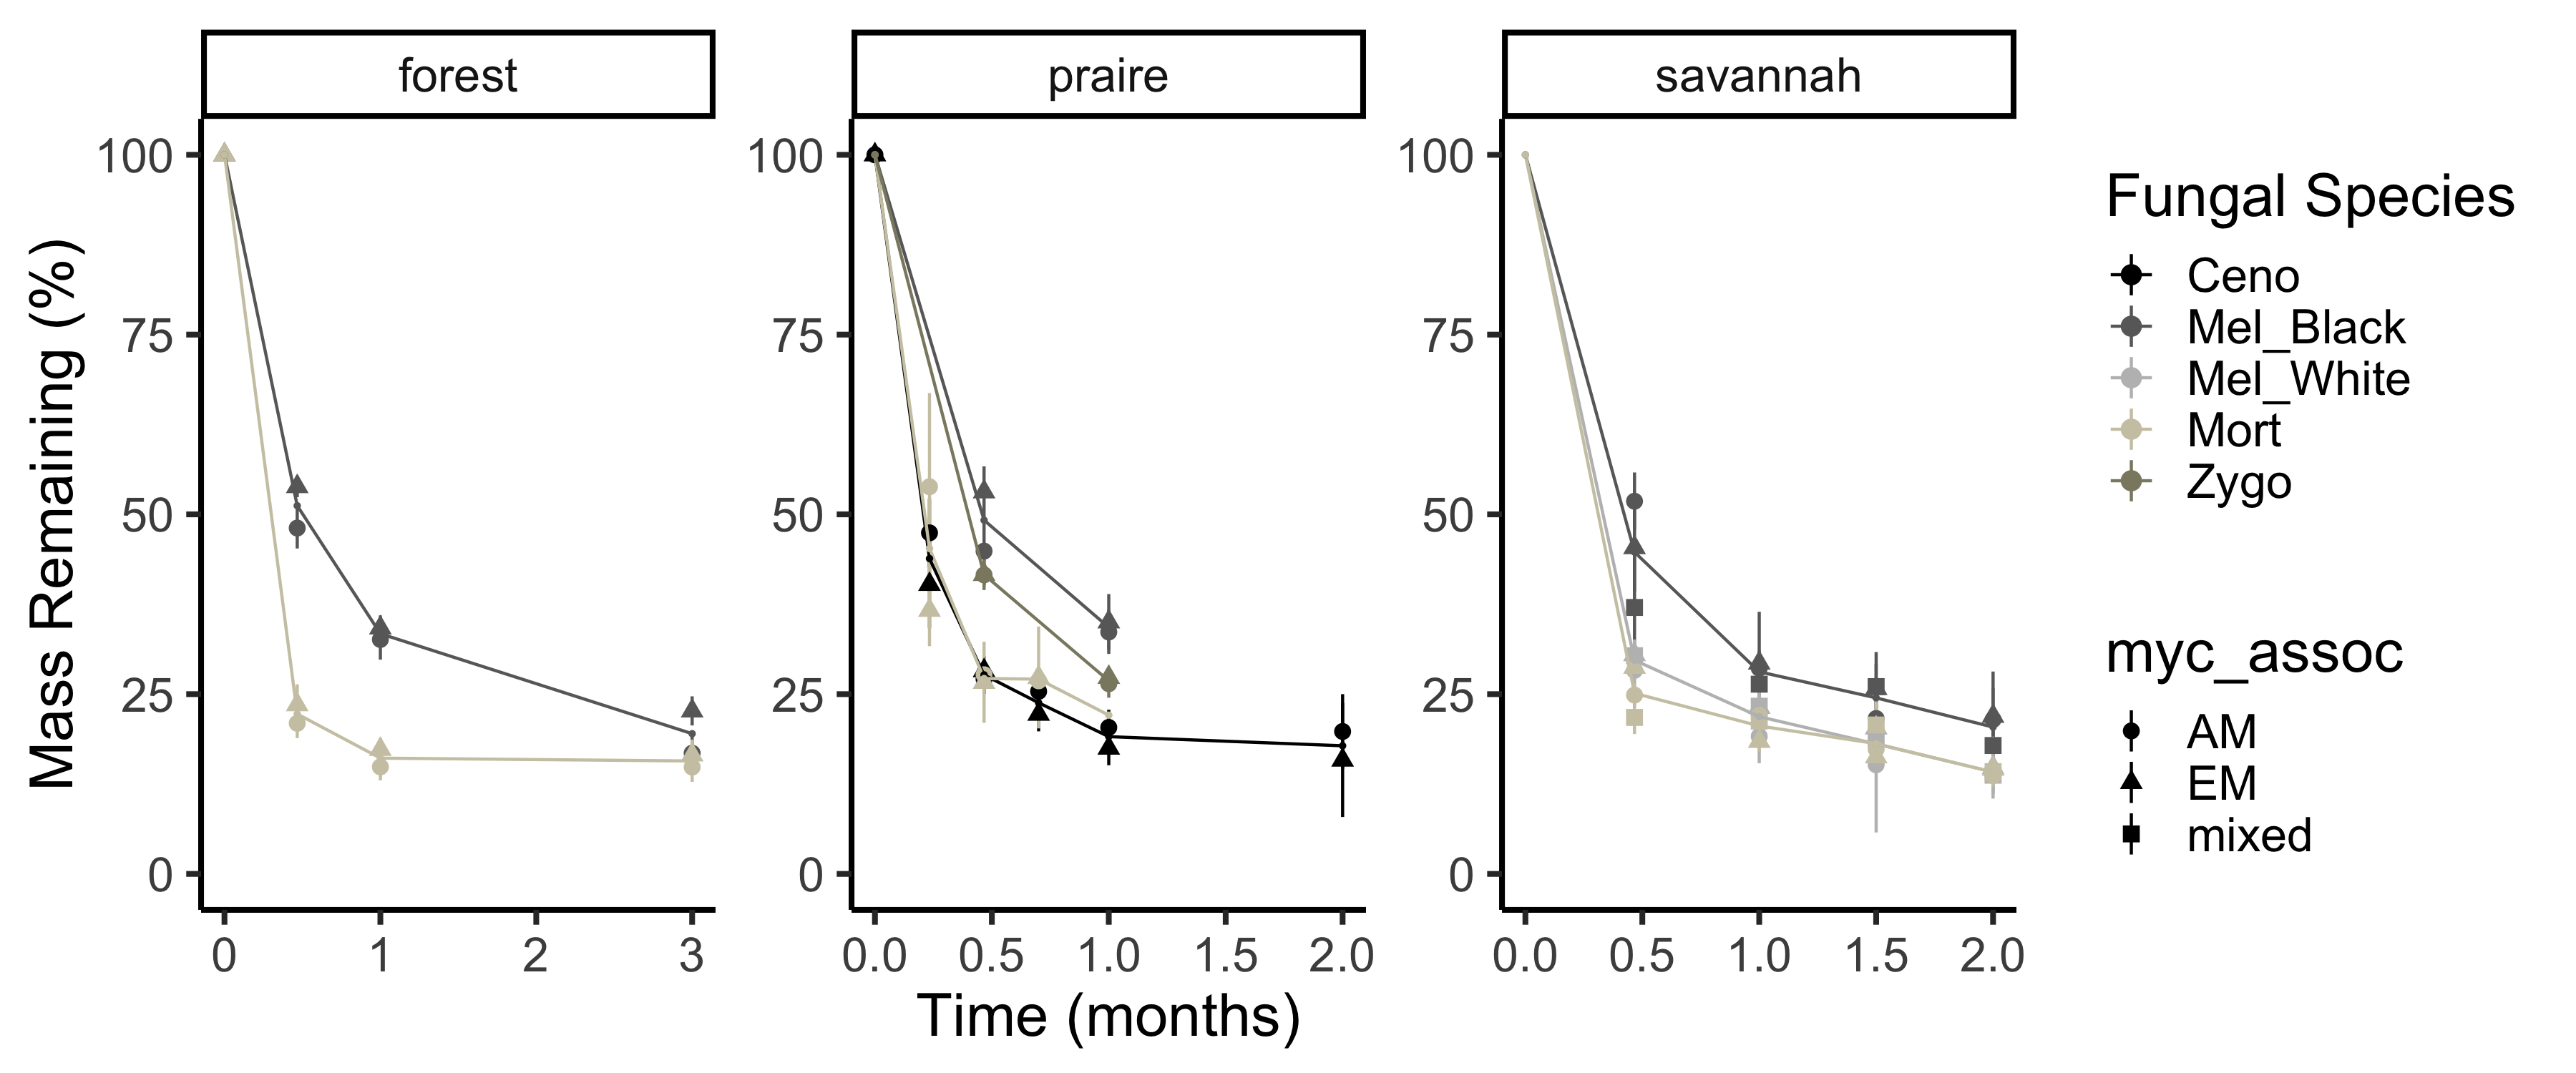 forest
praire
savannah
100
75
50
25
0
100
75
50
25
0
100
75
50
25
0
Mass Remaining (%)
0 1 2 3
0.0 0.5 1.0 1.5 2.0
0.0 0.5 1.0 1.5 2.0
Time (months)
Fungal Species
Ceno
Mel_Black
Mel_White
Mort
Zygo
myc_assoc
AM
EM
mixed